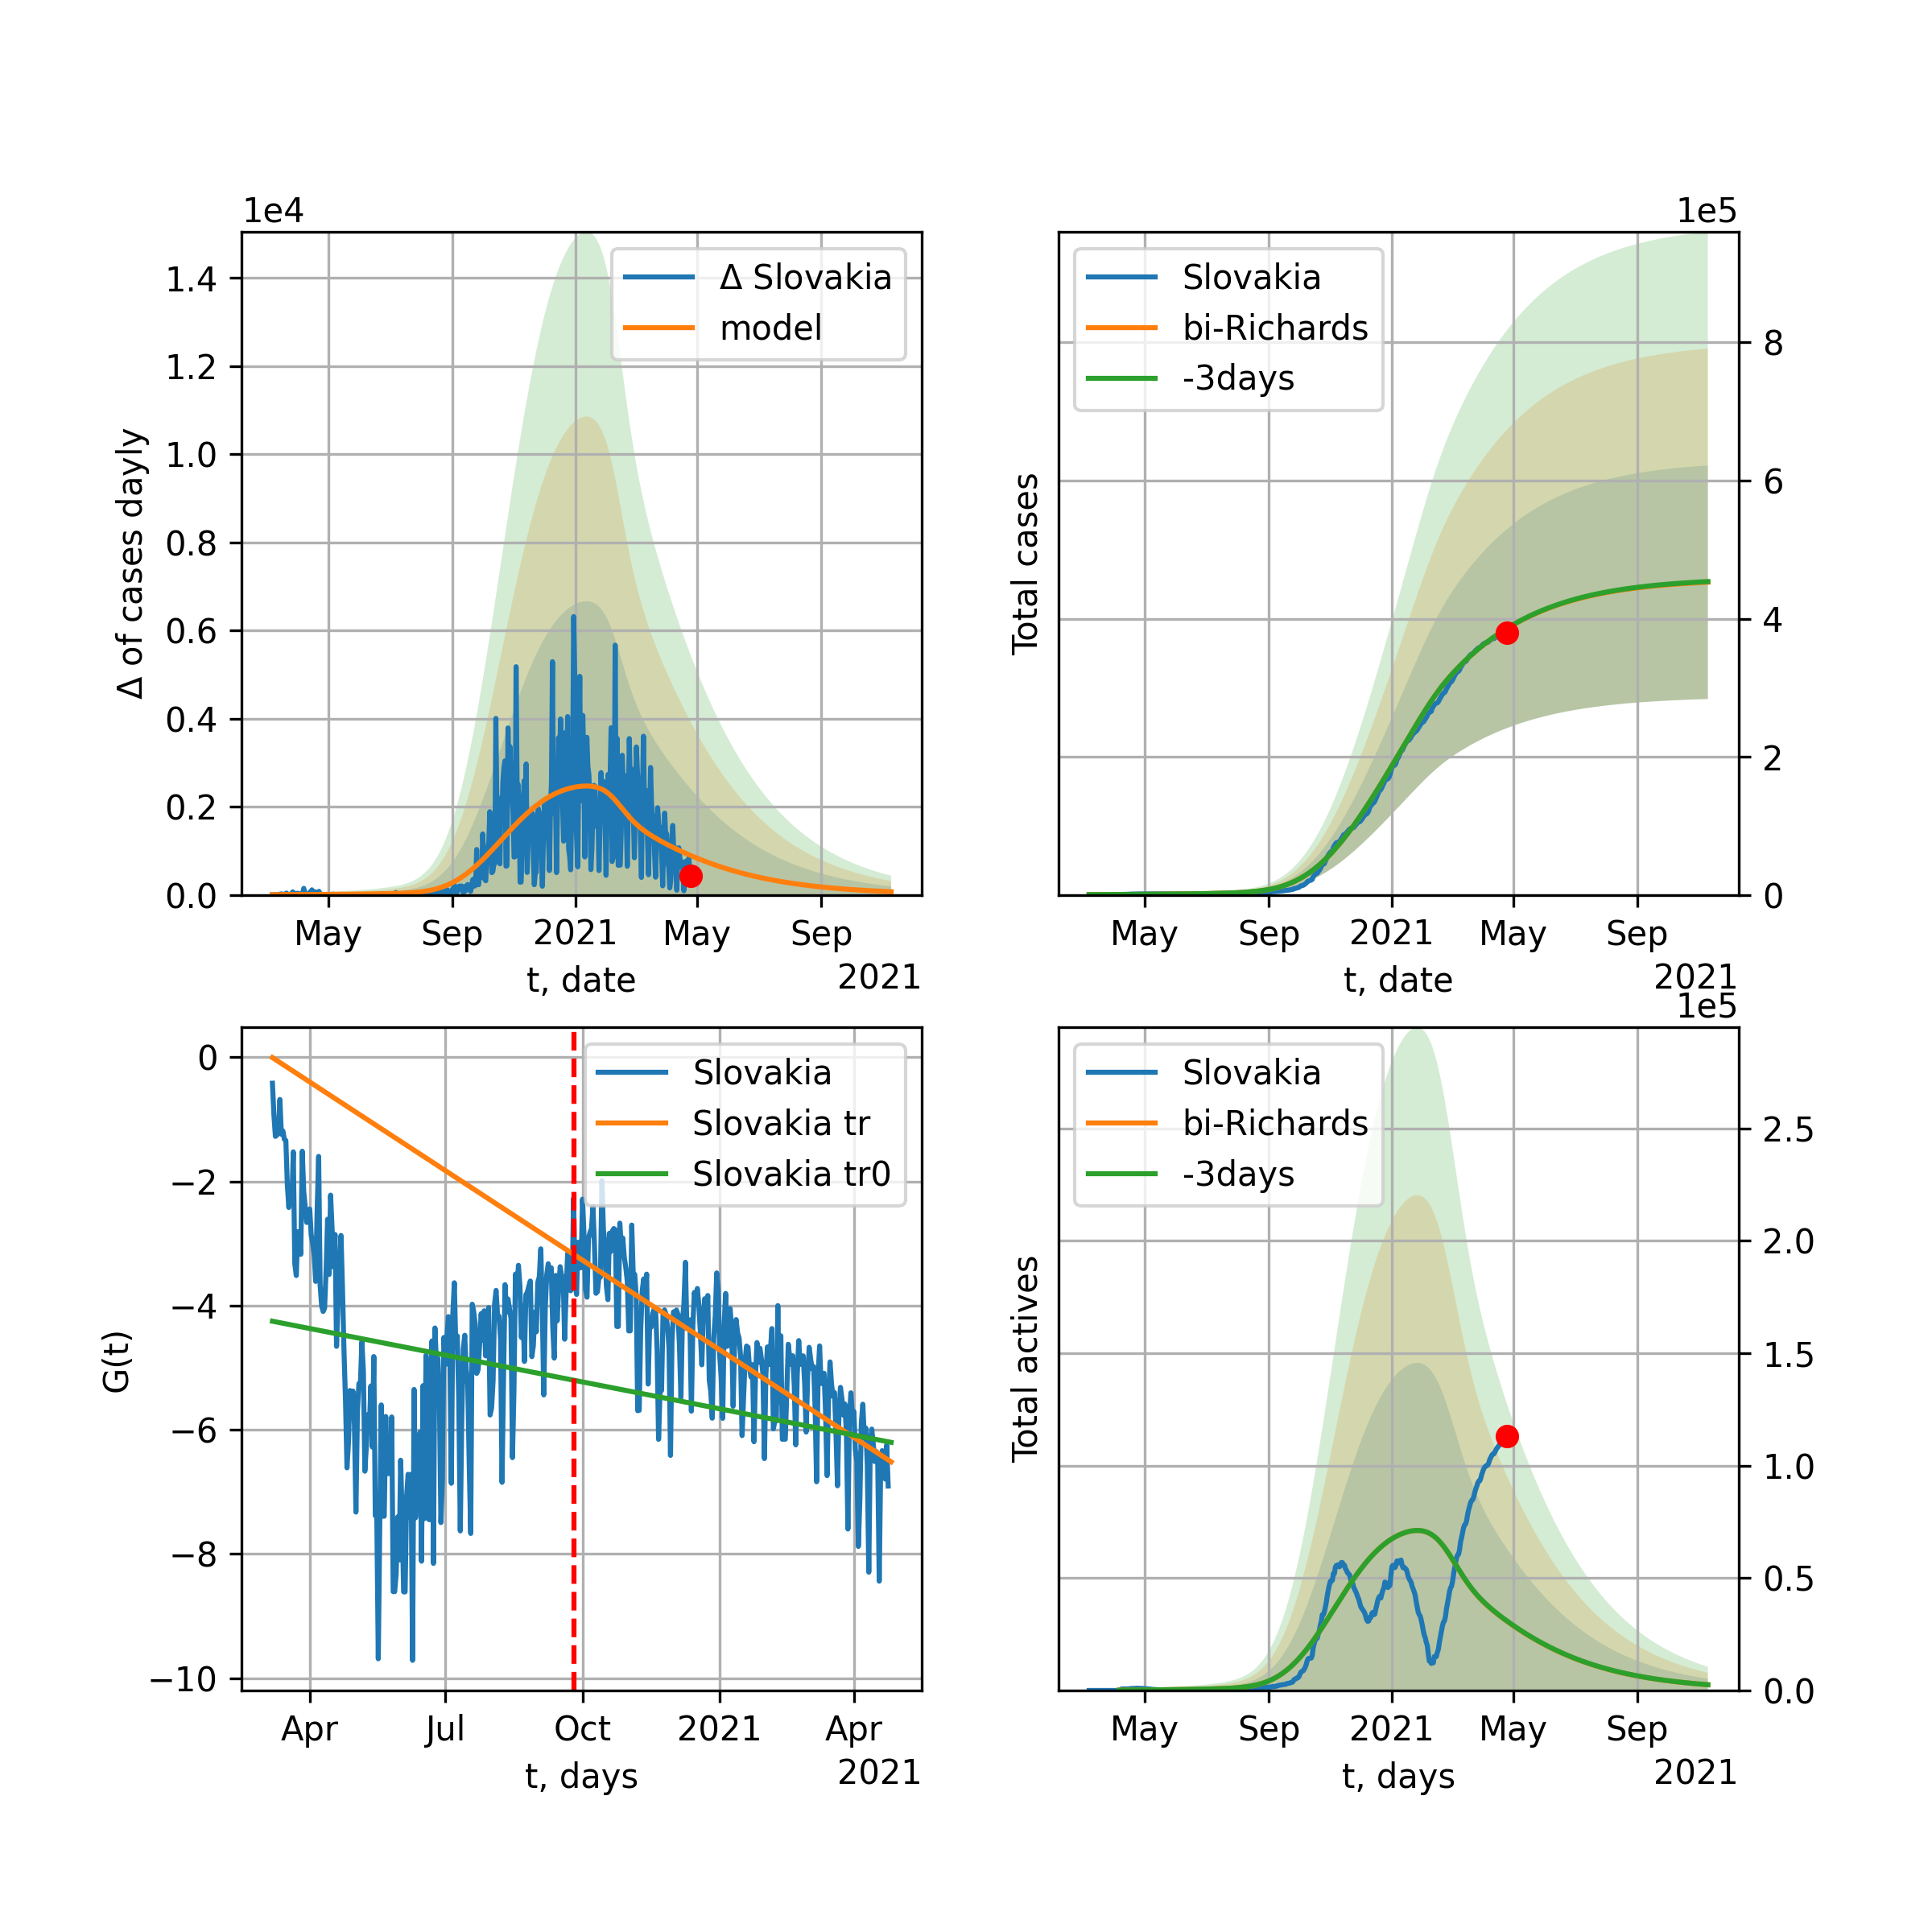 1e4
1.4
1.2
1.0
0.8
0.6
0.4
0.2
0.0
Δ of cases dayly
Δ Slovakia
model
May Sep 2021 May Sep
t, date
2021
1e5
8
6
4
2
0
Total cases
Slovakia
bi-Richards
-3days
May Sep 2021 May Sep
t, date
2021
0
−2
−4
−6
−8
−10
G(t)
Slovakia
Slovakia tr
Slovakia tr0
Apr Jul Oct 2021 Apr
t, days
2021
1e5
2.5
2.0
1.5
1.0
0.5
0.0
Total actives
Slovakia
bi-Richards
-3days
May Sep 2021 May Sep
t, days
2021